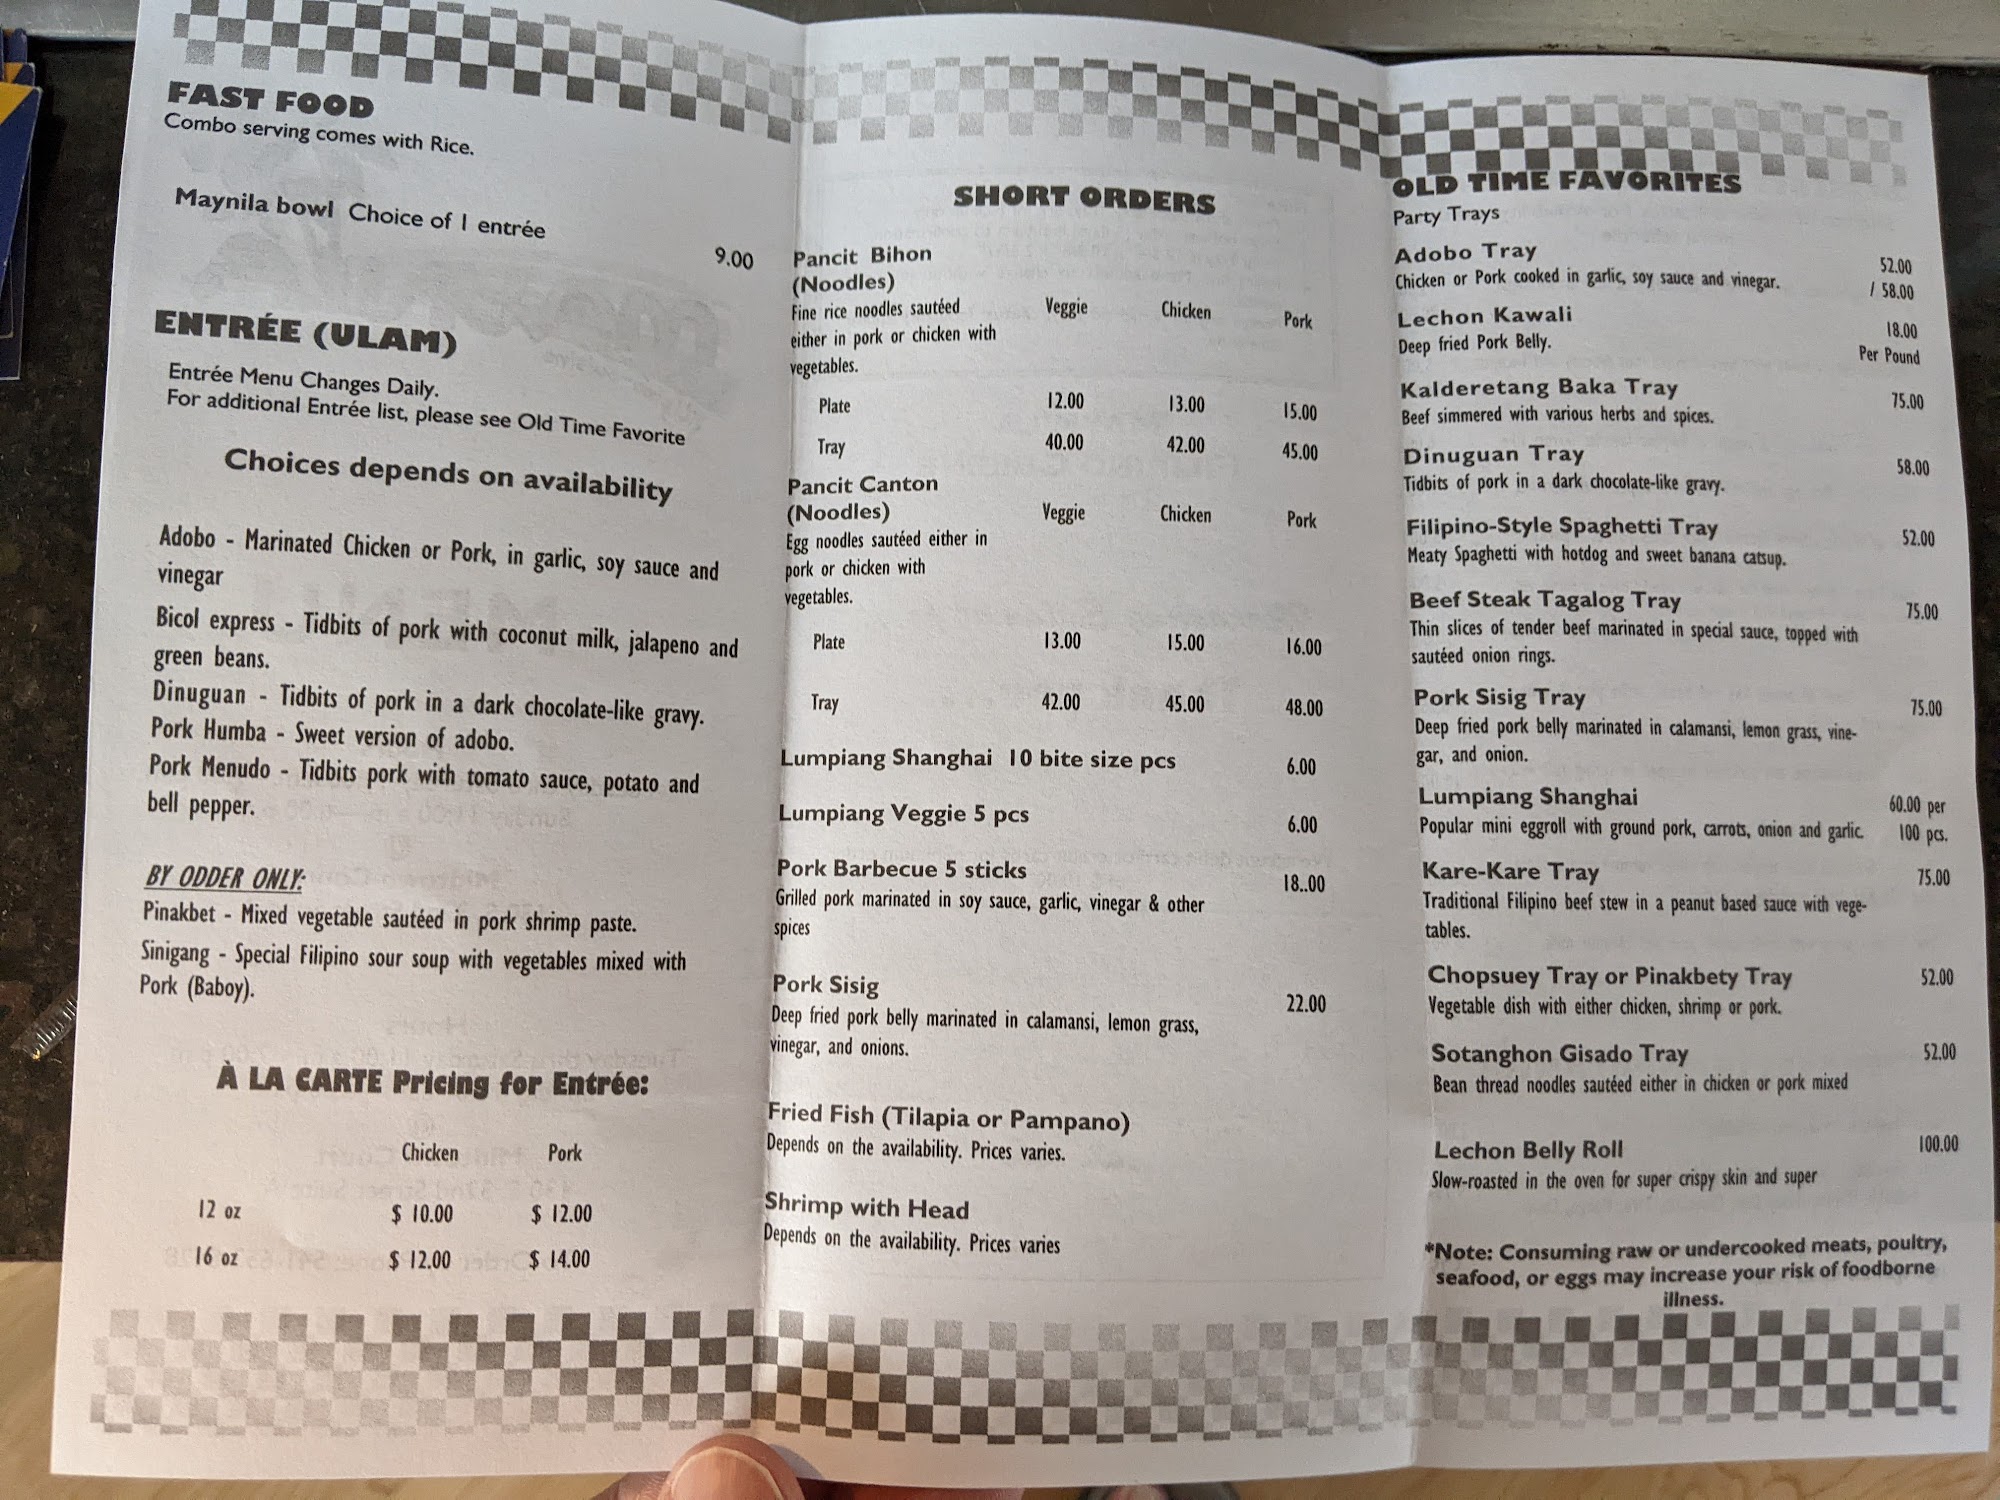 FAST FOOD
Combo serving comes with Rice.
Maynila bowl Choice of 1 entrée
9.00
ENTRÉE (ULAM)
Entrée Menu Changes Daily.
For additional Entrée list, please see Old Time Favorite
Choices depends on availability
Adobo - Marinated Chicken or Pork, in garlic, soy sauce and
vinegar
Bicol express - Tidbits of pork with coconut milk, jalapeno and
green beans.
Dinuguan - Tidbits of pork in a dark chocolate-like gravy.
Pork Humba - Sweet version of adobo.
Pork Menudo - Tidbits pork with tomato sauce, potato and
bell pepper.
BY ODDER ONLY:
Pinakbet - Mixed vegetable sautéed in pork shrimp paste.
Sinigang - Special Filipino sour soup with vegetables mixed with
Pork (Baboy).
À LA CARTE Pricing for Entrée:
Chicken Pork
12 oz $ 10.00 $ 12.00
16 oz $ 12.00 $ 14.00
SHORT ORDERS
Pancit Bihon
(Noodles)
Fine rice noodles sautéed Veggie Chicken Pork
either in pork or chicken with
vegetables.
Plate 12.00 13.00 15.00
Tray 40.00 42.00 45.00
Pancit Canton
(Noodles) Veggie Chicken Pork
Egg noodles sautéed either in
pork or chicken with
vegetables.
Plate 13.00 15.00 16.00
Tray 42.00 45.00 48.00
Lumpiang Shanghai 10 bite size pcs 6.00
Lumpiang Veggie 5 pcs 6.00
Pork Barbecue 5 sticks 18..00
Grilled pork marinated in soy sauce, garlic, vinegar & other
spices
Pork Sisig 22.00
Deep fried pork belly marinated in calamansi, lemon grass,
vinegar, and onions.
Fried Fish (Tilapia or Pampano)
Depends on the availability. Prices varies.
Shrimp with Head
Depends on the availability. Prices varies
OLD TIME FAVORITES
Party Trays
Adobo Tray 52.00
Chicken or Pork cooked in garlic, soy sauce and vinegar. / 58.00
Lechon Kawali 18.00
Deep fried Pork Belly. Per Pound
Kalderetang Baka Tray 75.00
Beef simmered with various herbs and spices.
Dinuguan Tray 58.00
Tidbits of pork in a dark chocolate-like gravy.
Filipino-Style Spaghetti Tray 52.00
Meaty Spaghetti with hotdog and sweet banana catsup.
Beef Steak Tagalog Tray 75.00
Thin slices of tender beef marinated in special sauce, topped with
sautéed onion rings.
Pork Sisig Tray 75.00
Deep fried pork belly marinated in calamansi, lemon grass, vine-
gar, and onion.
Lumpiang Shanghai 60.00 per
Popular mini eggroll with ground pork, carrots, onion and garlic. 100 pcs.
Kare-Kare Tray 75.00
Traditional Filipino beef stew in a peanut based sauce with vege-
tables.
Chopsuey Tray or Pinakbety Tray 52.00
Vegetable dish with either chicken, shrimp or pork.
Sotanghon Gisado Tray 52.00
Bean thread noodles sautéed either in chicken or pork mixed
Lechon Belly Roll 100.00
Slow-roasted in the oven for super crispy skin and super
*Note: Consuming raw or undercooked meats, poultry,
seafood, or eggs may increase your risk of foodborne
illness.